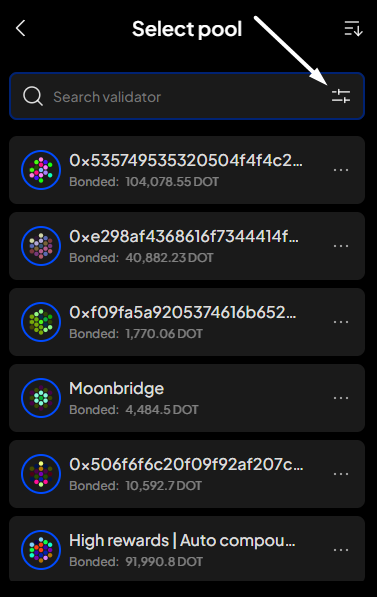 Select pool
Search validator
0x535749535320504f4f4c2...
Bonded: 104,078.55 DOT
0xe298af4368616f7344414f...
Bonded: 40,882.23 DOT
0xf09fa5a9205374616b652...
Bonded: 1,770.06 DOT
Moonbridge
Bonded: 4,484.5 DOT
0x506f6f6c20f09f92af207c...
Bonded: 10,592.7 DOT
High rewards | Auto compou...
Bonded: 91,990.8 DOT